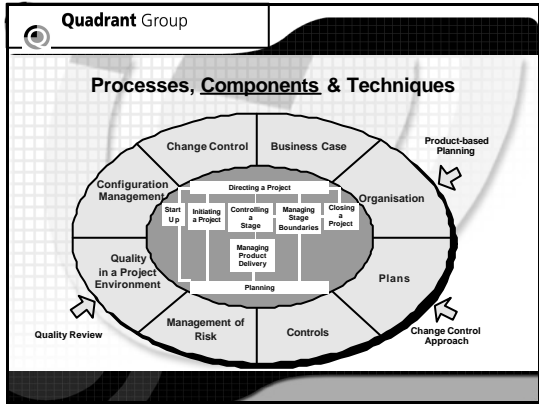 Quadrant Group
Processes, Components & Techniques
Change Control
Business Case
Product-based
Planning
Configuration
Management
Directing a Project
Organisation
Start
Up
Initiating
a Project
Controlling
a
Stage
Managing
Stage
Boundaries
Closing
a
Project
Managing
Product
Delivery
Quality
in a Project
Environment
Plans
Planning
Quality Review
Management of
Risk
Controls
Change Control
Approach